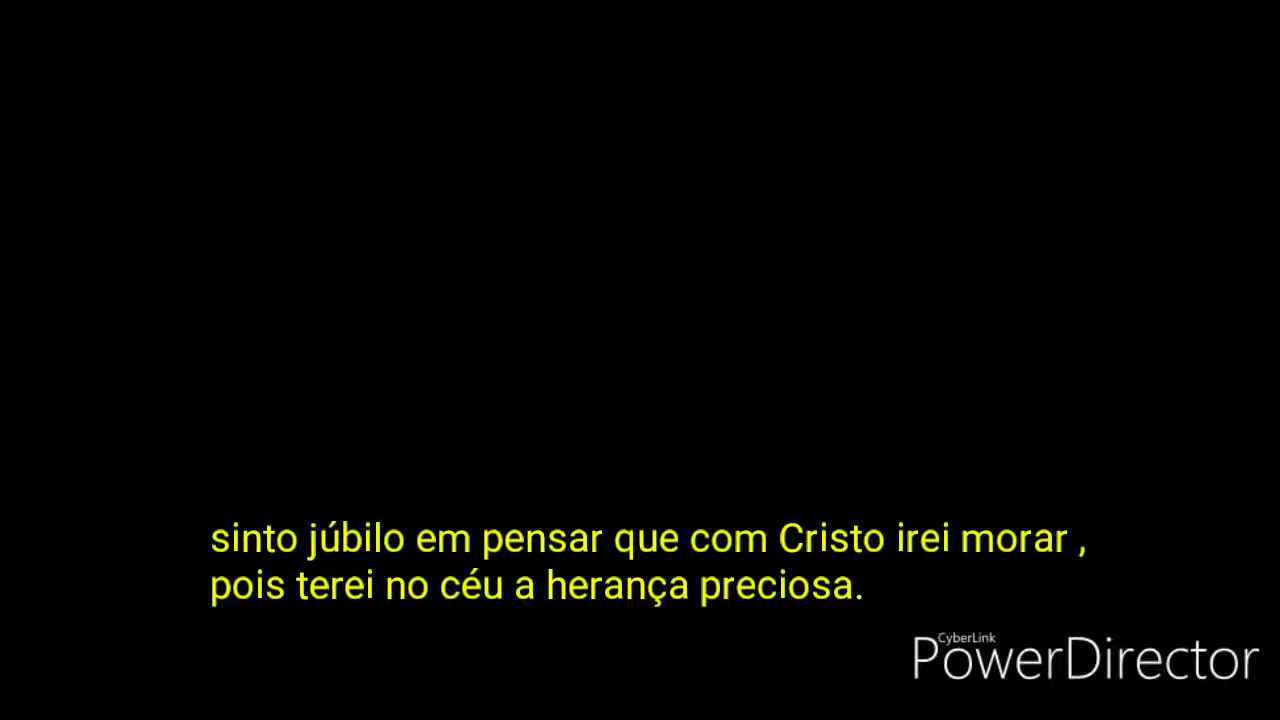 sinto júbilo em pensar que com Cristo irei morar ,
pois terei no céu a herança preciosa.
CyberLink
PowerDirector